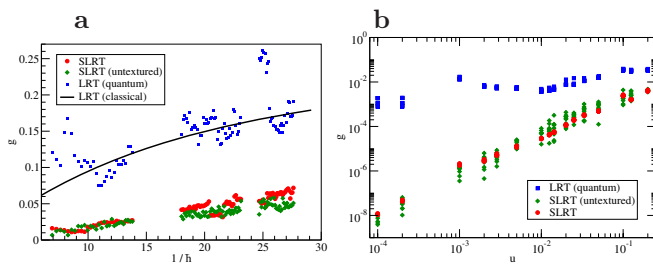 a
b
SLRT
SLRT (untextured)
LRT (quantum)
LRT (classical)
0.25
0.2
0.15
0.1
0.05
0
10
15
20
25
30
1 / ħ
g
10^0
10^-2
10^-4
10^-6
10^-8
g
LRT (quantum)
SLRT (untextured)
SLRT
10^-4
10^-3
10^-2
10^-1
u